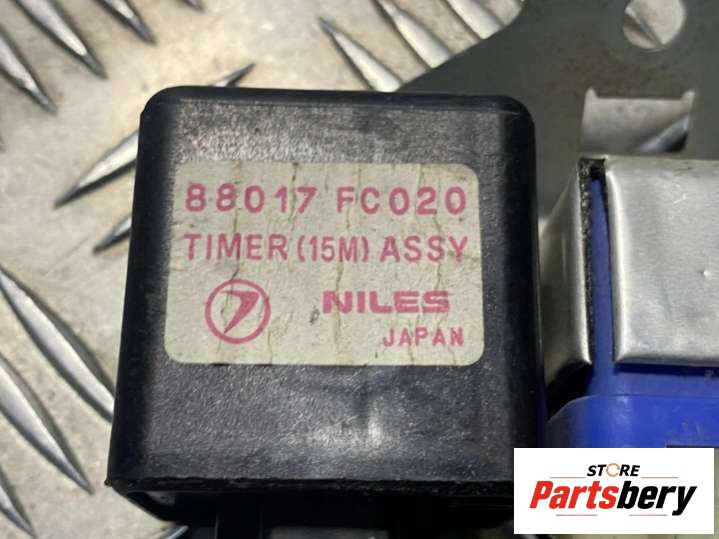 88017 FC020
TIMER (15M) ASSY
NILES
JAPAN
STORE
Partsbery